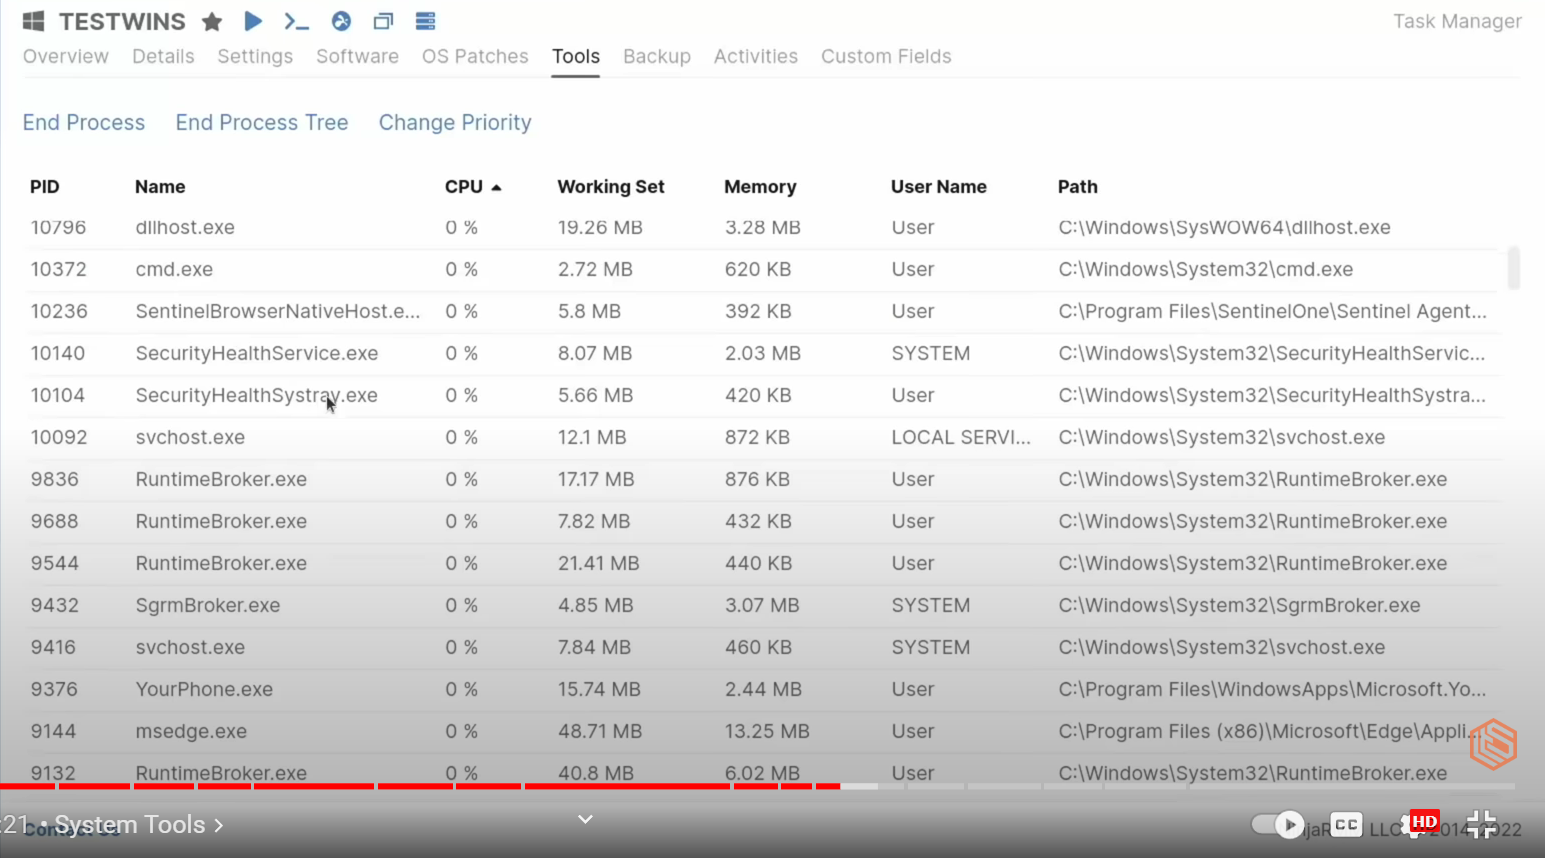 TESTWINS
Task Manager
Overview Details Settings Software OS Patches Tools Backup Activities Custom Fields
End Process End Process Tree Change Priority
PID Name CPU Working Set Memory User Name Path
10796 dllhost.exe 0 % 19.26 MB 3.28 MB User C:\Windows\SysWOW64\dllhost.exe
10372 cmd.exe 0 % 2.72 MB 620 KB User C:\Windows\System32\cmd.exe
10236 SentinelBrowserNativeHost.e... 0 % 5.8 MB 392 KB User C:\Program Files\SentinelOne\Sentinel Agent...
10140 SecurityHealthService.exe 0 % 8.07 MB 2.03 MB SYSTEM C:\Windows\System32\SecurityHealthServic...
10104 SecurityHealthSystray.exe 0 % 5.66 MB 420 KB User C:\Windows\System32\SecurityHealthSystra...
10092 svchost.exe 0 % 12.1 MB 872 KB LOCAL SERVI... C:\Windows\System32\svchost.exe
9836 RuntimeBroker.exe 0 % 17.17 MB 876 KB User C:\Windows\System32\RuntimeBroker.exe
9688 RuntimeBroker.exe 0 % 7.82 MB 432 KB User C:\Windows\System32\RuntimeBroker.exe
9544 RuntimeBroker.exe 0 % 21.41 MB 440 KB User C:\Windows\System32\RuntimeBroker.exe
9432 SgrmBroker.exe 0 % 4.85 MB 3.07 MB SYSTEM C:\Windows\System32\SgrmBroker.exe
9416 svchost.exe 0 % 7.84 MB 460 KB SYSTEM C:\Windows\System32\svchost.exe
9376 YourPhone.exe 0 % 15.74 MB 2.44 MB User C:\Program Files\WindowsApps\Microsoft.Yo...
9144 msedge.exe 0 % 48.71 MB 13.25 MB User C:\Program Files (x86)\Microsoft\Edge\Appli...
9132 RuntimeBroker.exe 0 % 40.8 MB 6.02 MB User C:\Windows\System32\RuntimeBroker.exe
:21 • System Tools >
CC HD LLC 2014 2022